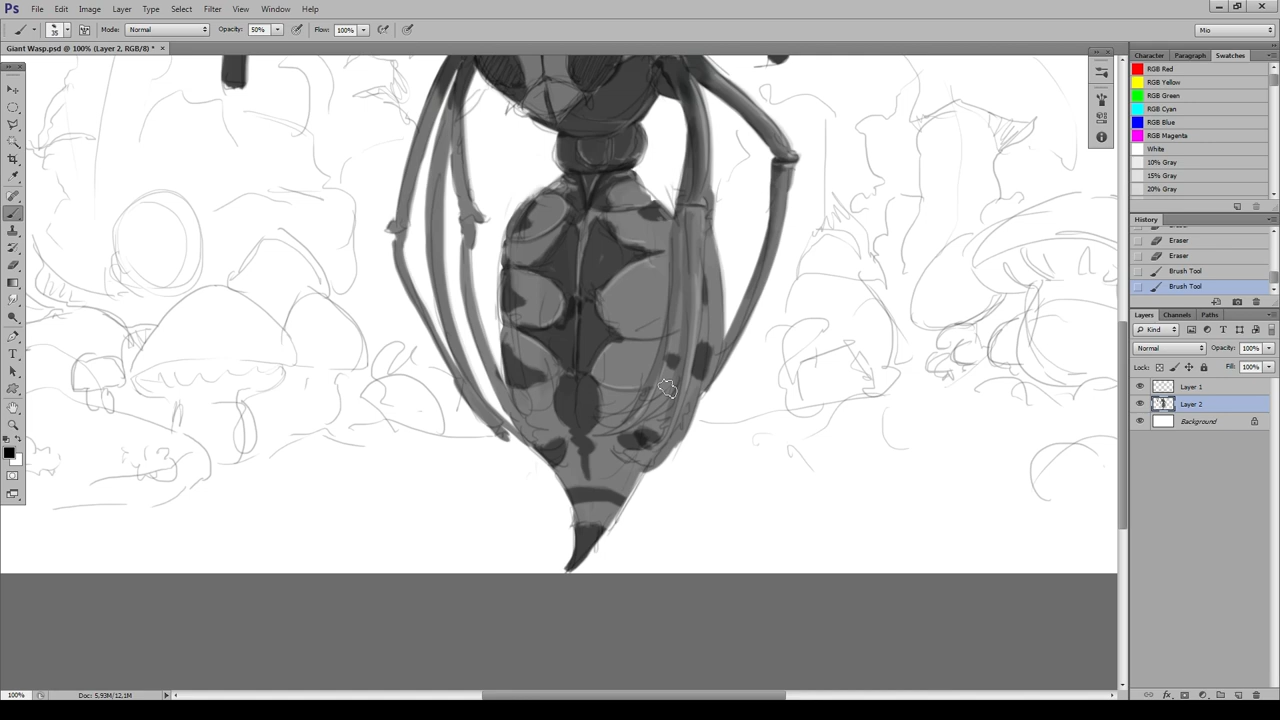 Ps File Edit Image Layer Type Select Filter View Window Help
35 Mode: Normal Opacity: 50% Flow: 100% Mio
Giant Wasp.psd @ 100% (Layer 2, RGB/8) * ×
Character Paragraph Swatches
RGB Red
RGB Yellow
RGB Green
RGB Cyan
RGB Blue
RGB Magenta
White
10% Gray
15% Gray
20% Gray
History
Eraser
Eraser
Brush Tool
Brush Tool
Layers Channels Paths
Kind
Normal Opacity: 100%
Lock: Fill: 100%
Layer 1
Layer 2
Background
100% Doc: 5,93M/12,1M